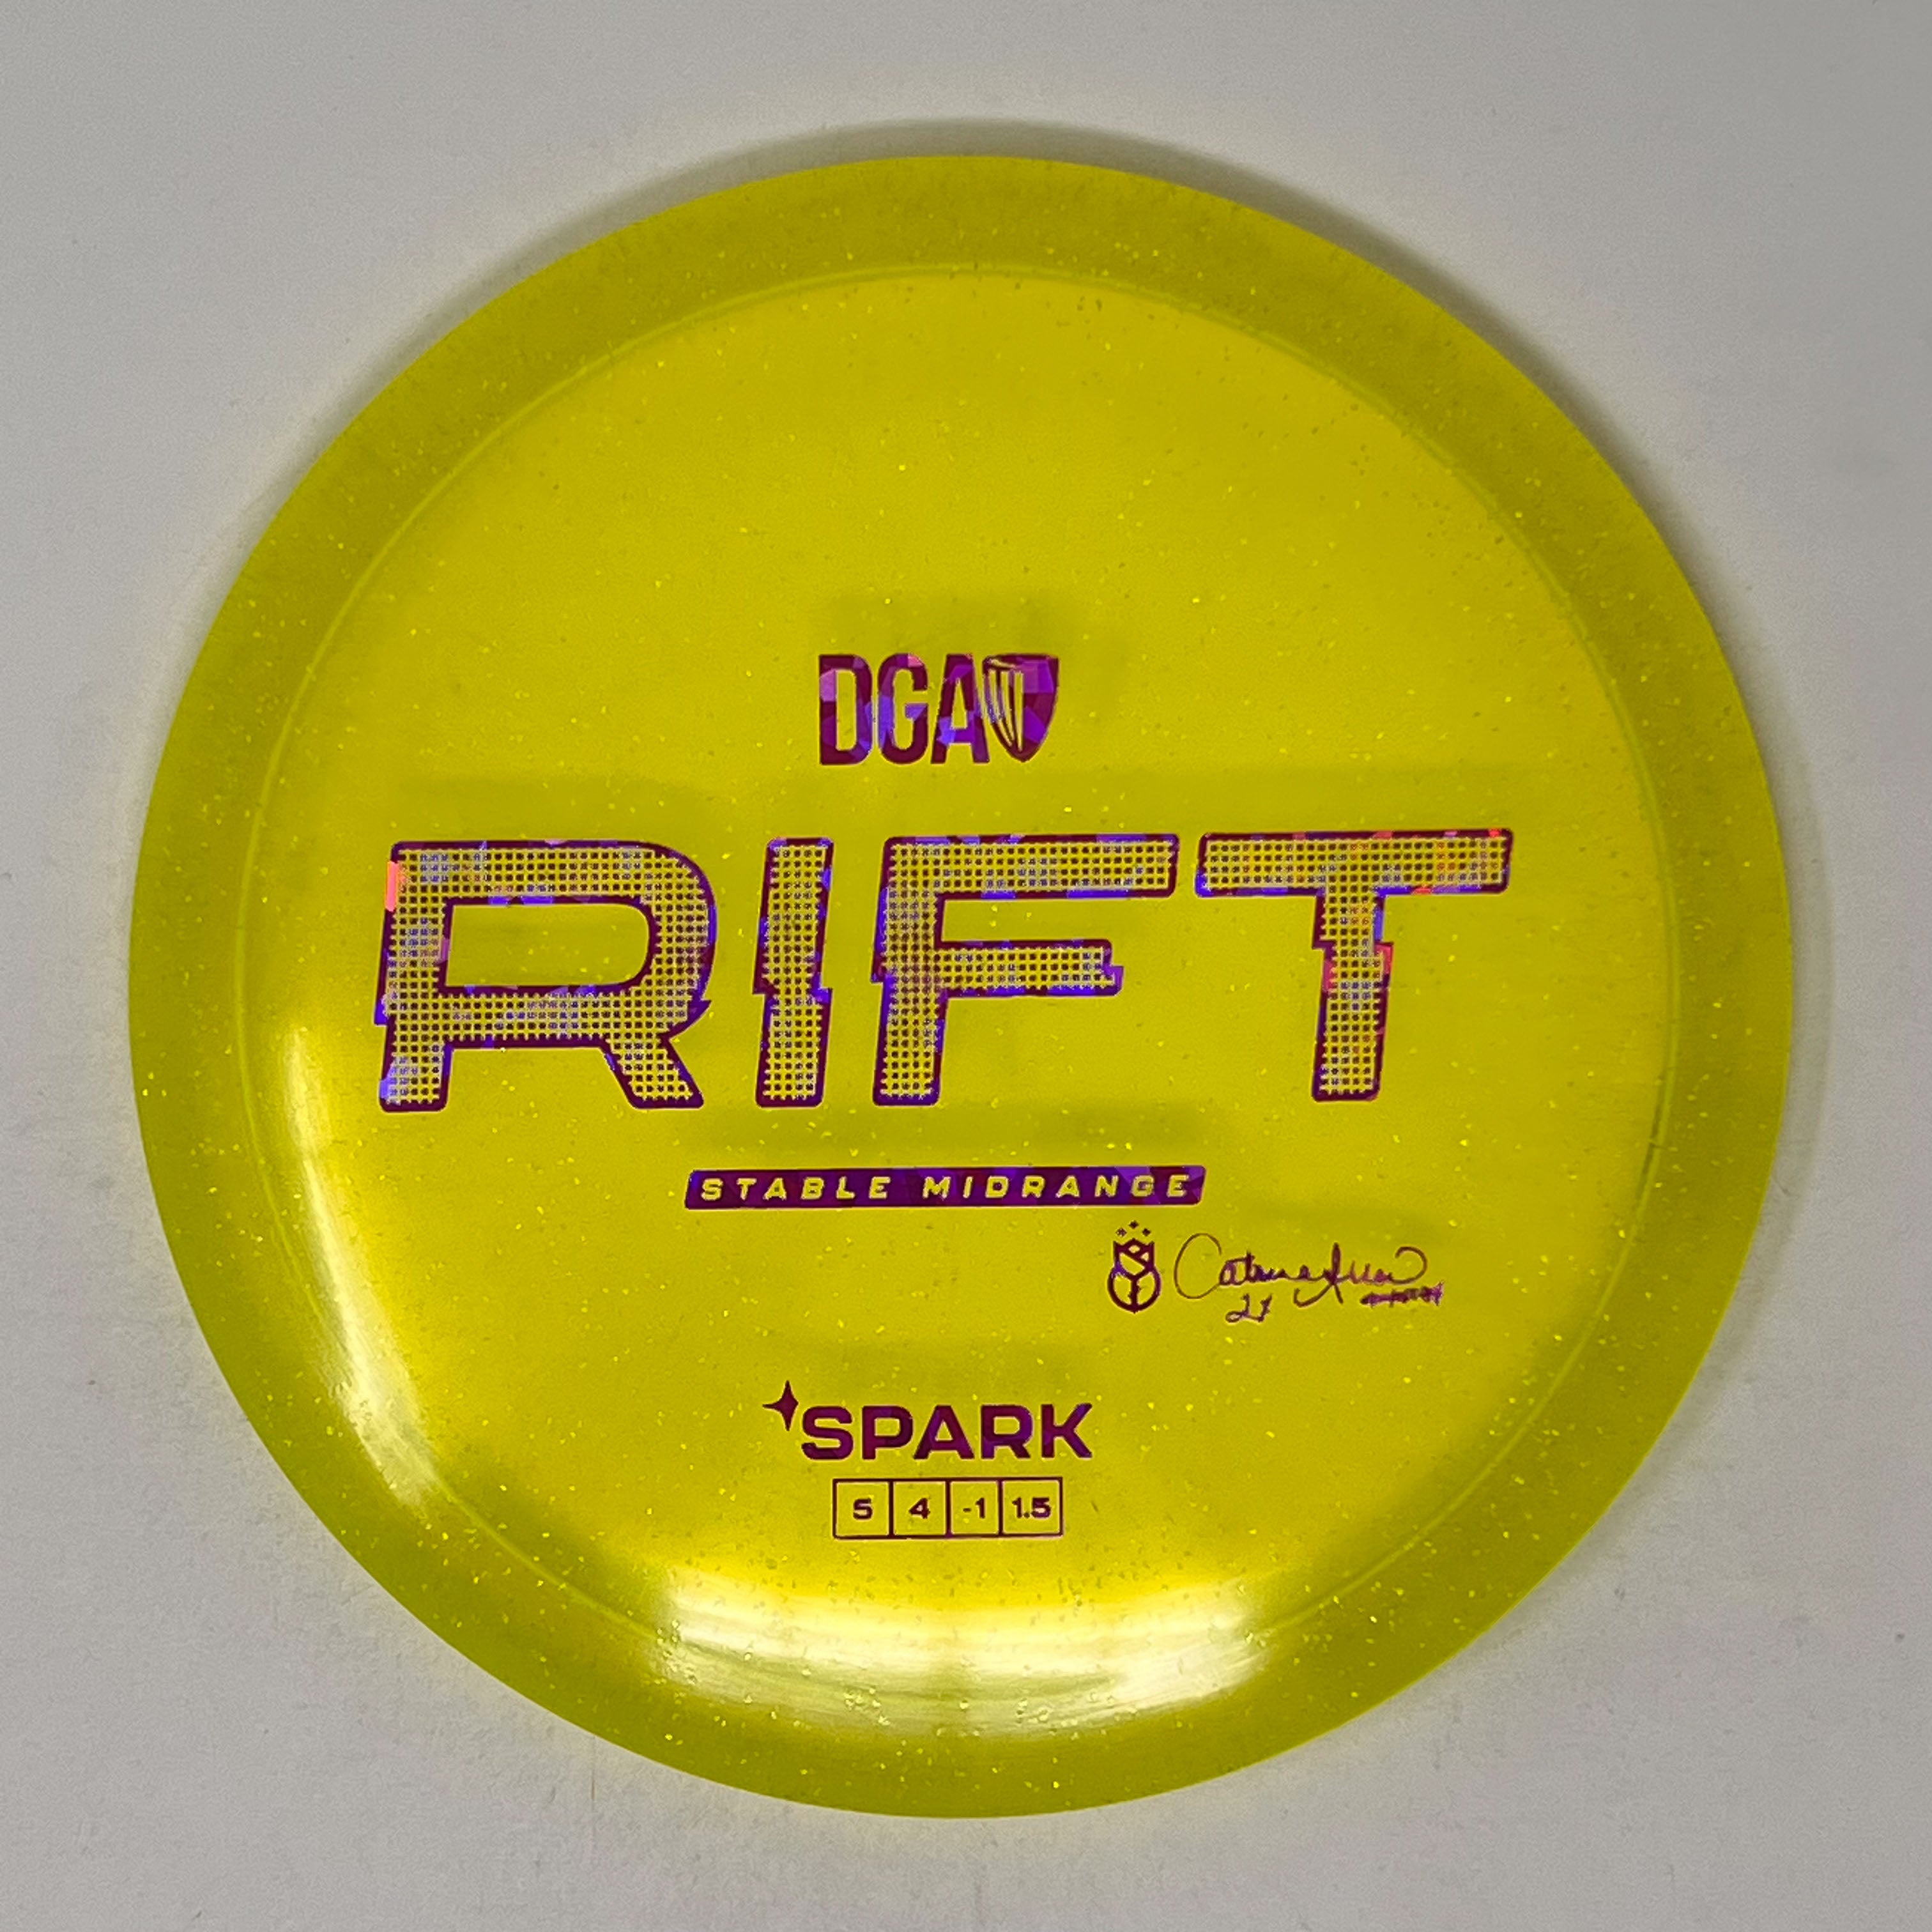 DGA
RIFT
STABLE MIDRANGE
SPARK
5 4 -1 1.5